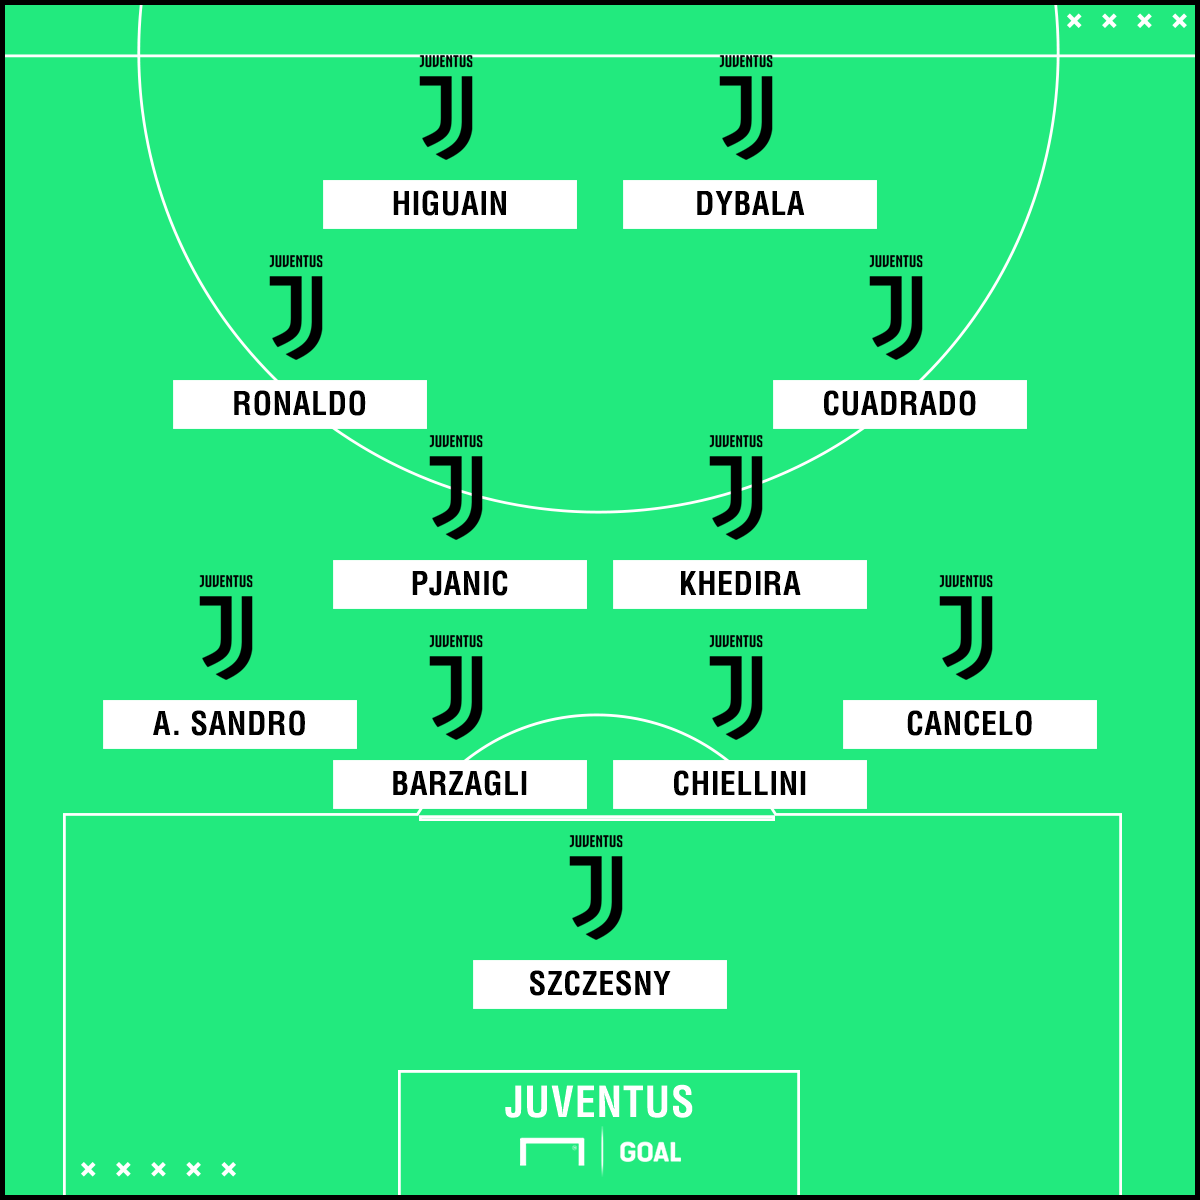 JUVENTUS JUVENTUS
HIGUAIN DYBALA
JUVENTUS JUVENTUS
RONALDO CUADRADO
JUVENTUS JUVENTUS
PJANIC KHEDIRA
JUVENTUS JUVENTUS
JUVENTUS JUVENTUS
A. SANDRO CANCELO
BARZAGLI CHIELLINI
JUVENTUS
SZCZESNY
JUVENTUS
GOAL